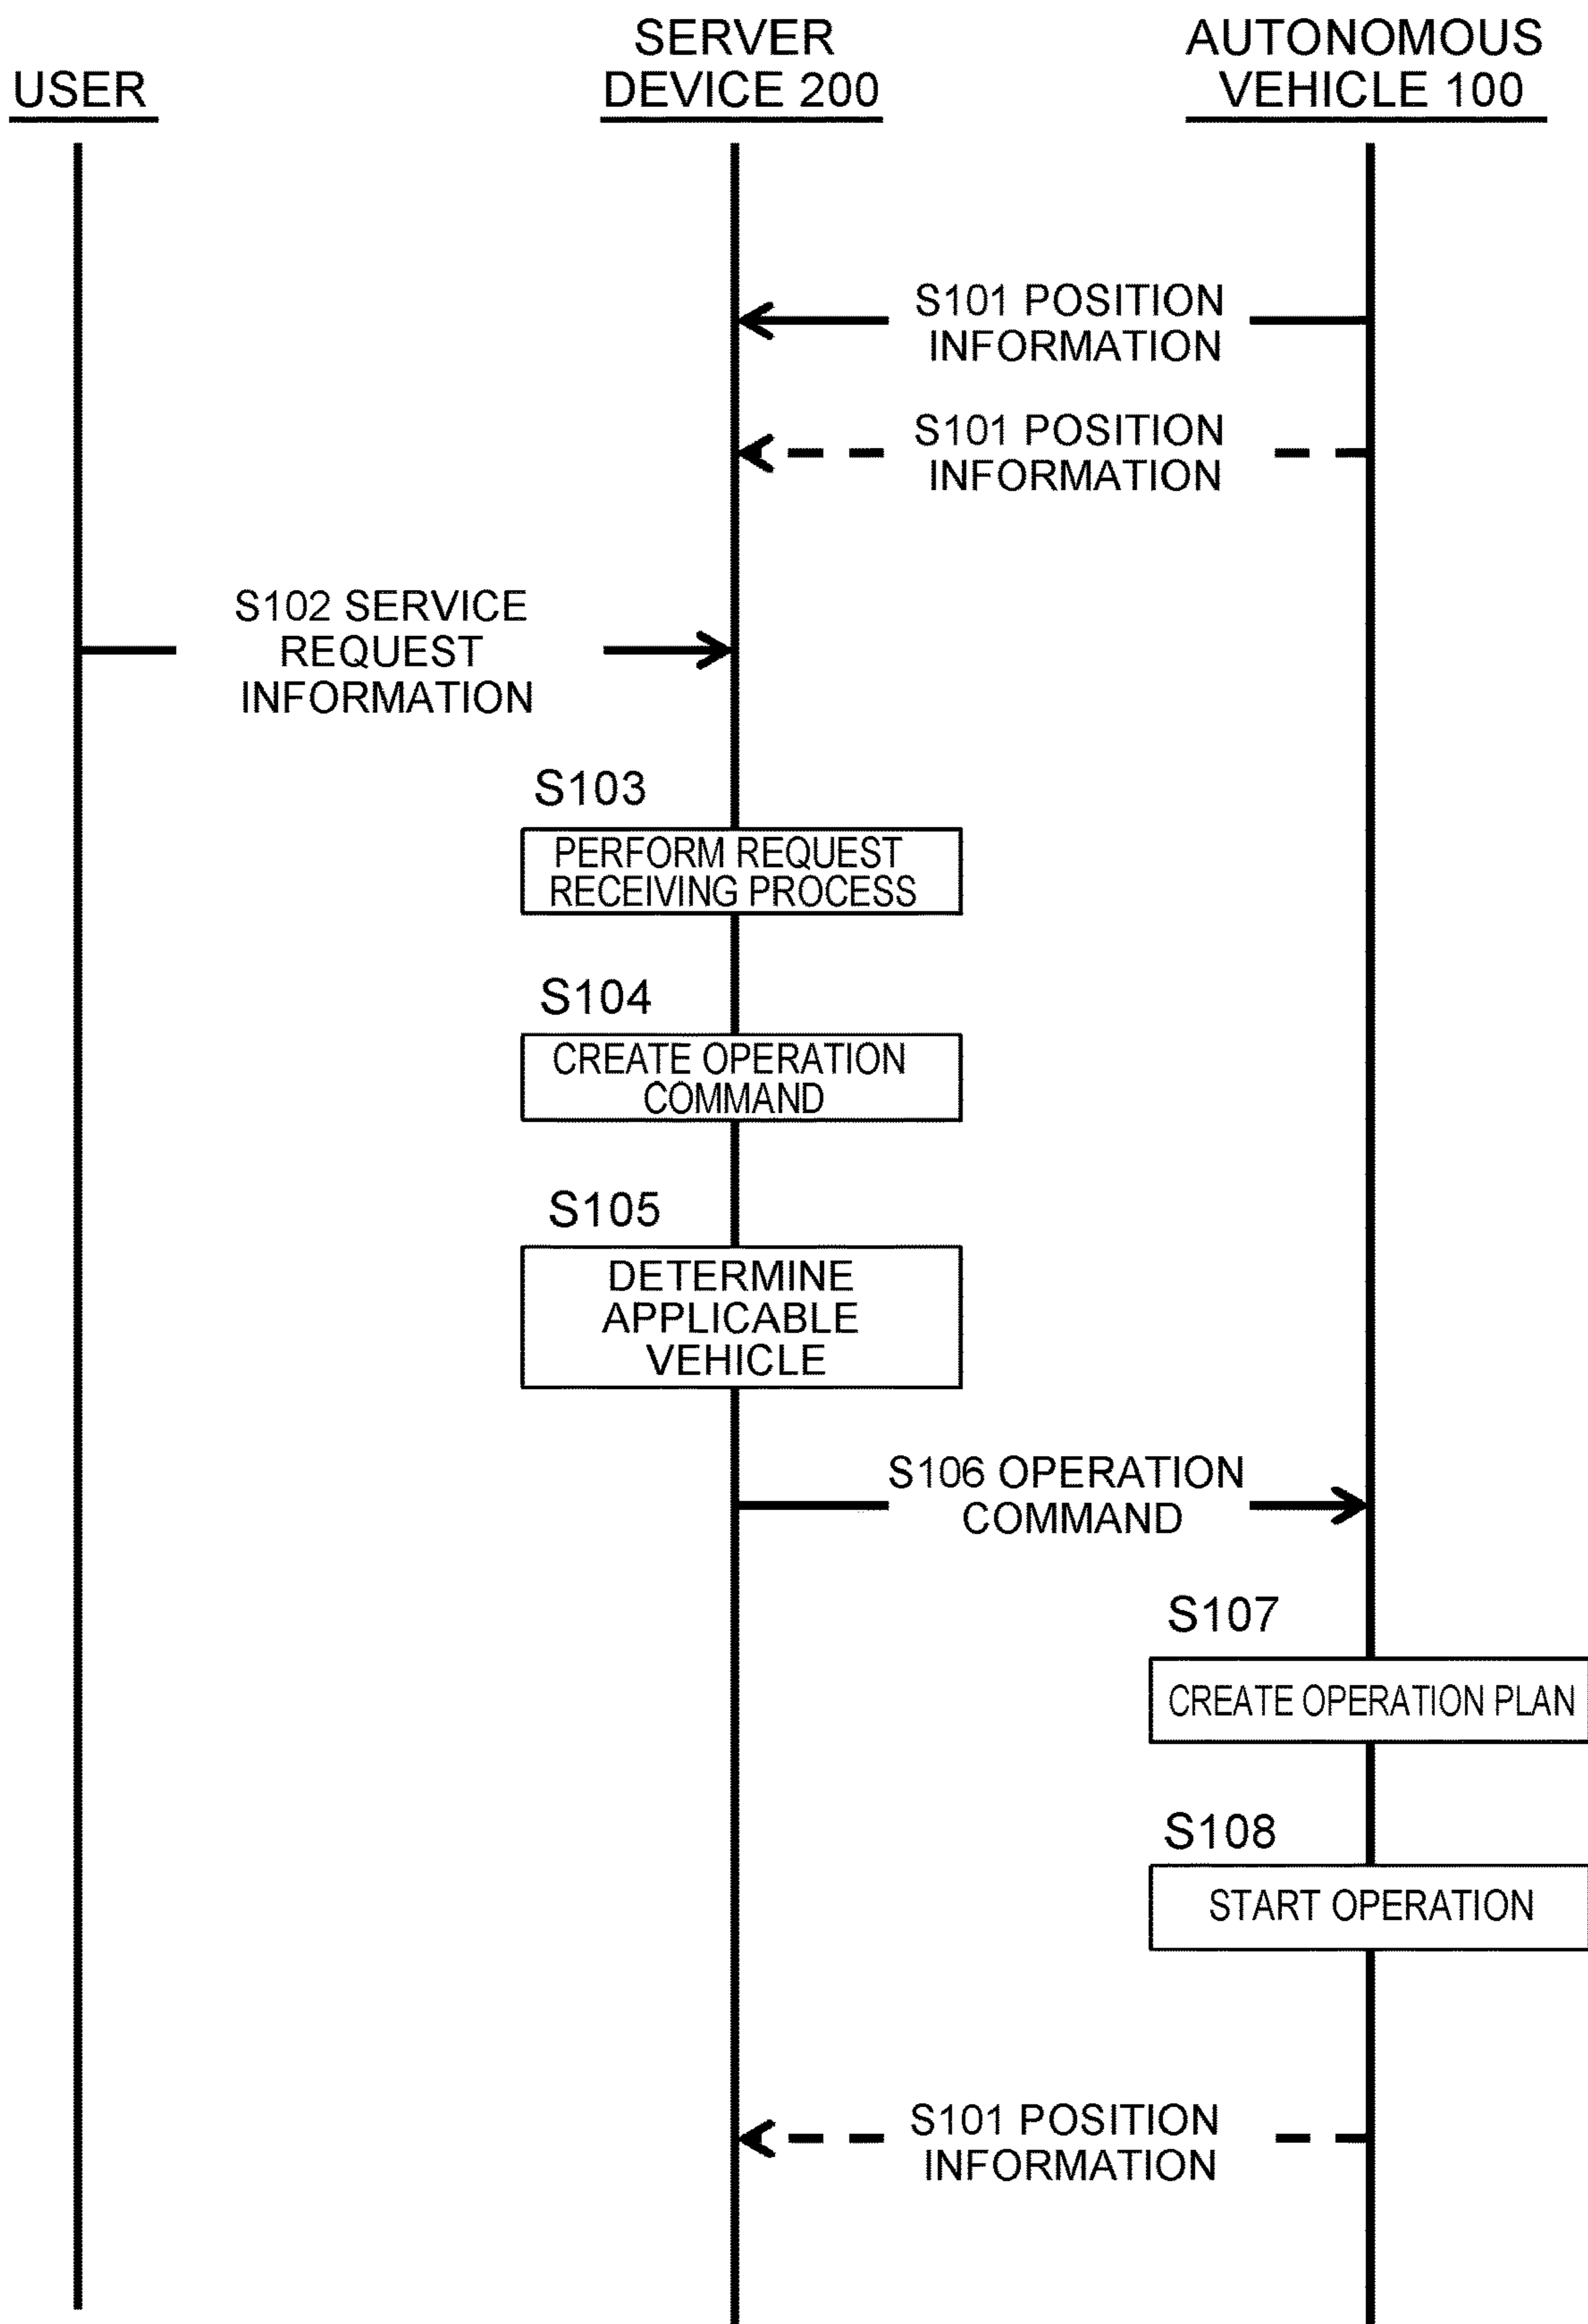 USER
SERVER
DEVICE 200
AUTONOMOUS
VEHICLE 100
S101 POSITION
INFORMATION
S101 POSITION
INFORMATION
S102 SERVICE
REQUEST
INFORMATION
S103
PERFORM REQUEST
RECEIVING PROCESS
S104
CREATE OPERATION
COMMAND
S105
DETERMINE
APPLICABLE
VEHICLE
S106 OPERATION
COMMAND
S107
CREATE OPERATION PLAN
S108
START OPERATION
S101 POSITION
INFORMATION